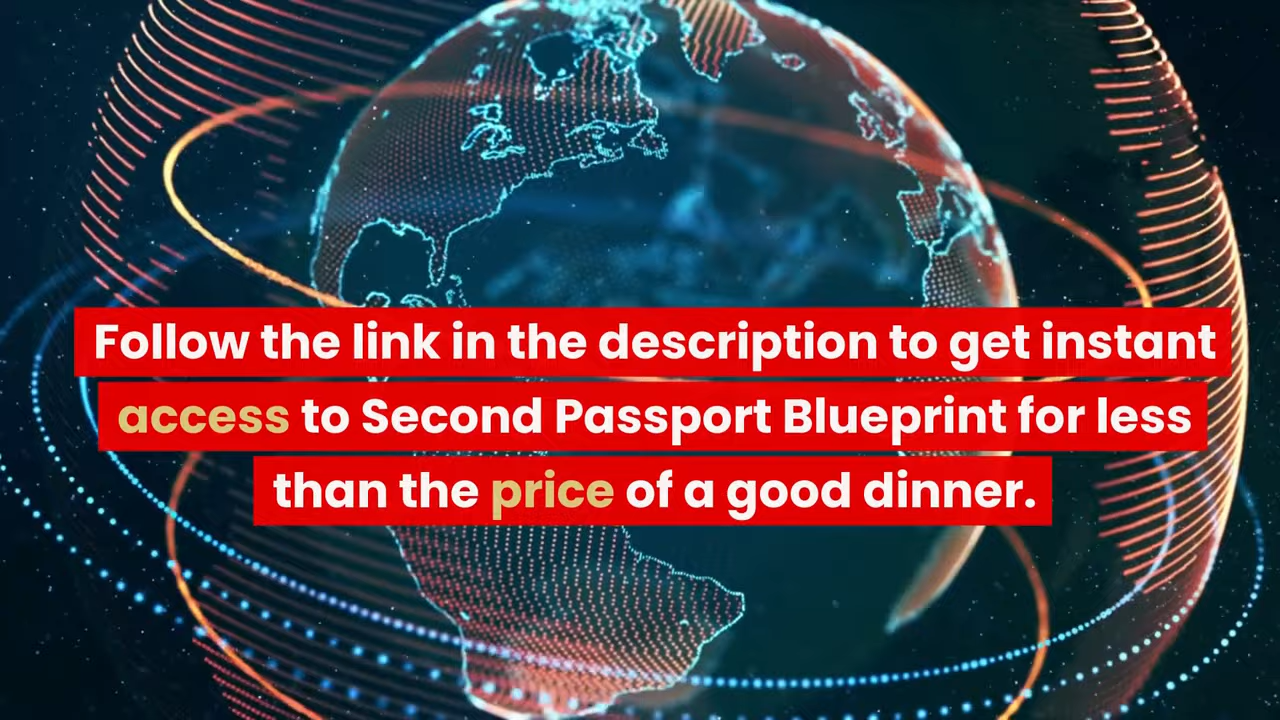 Follow the link in the description to get instant
access to Second Passport Blueprint for less
than the price of a good dinner.